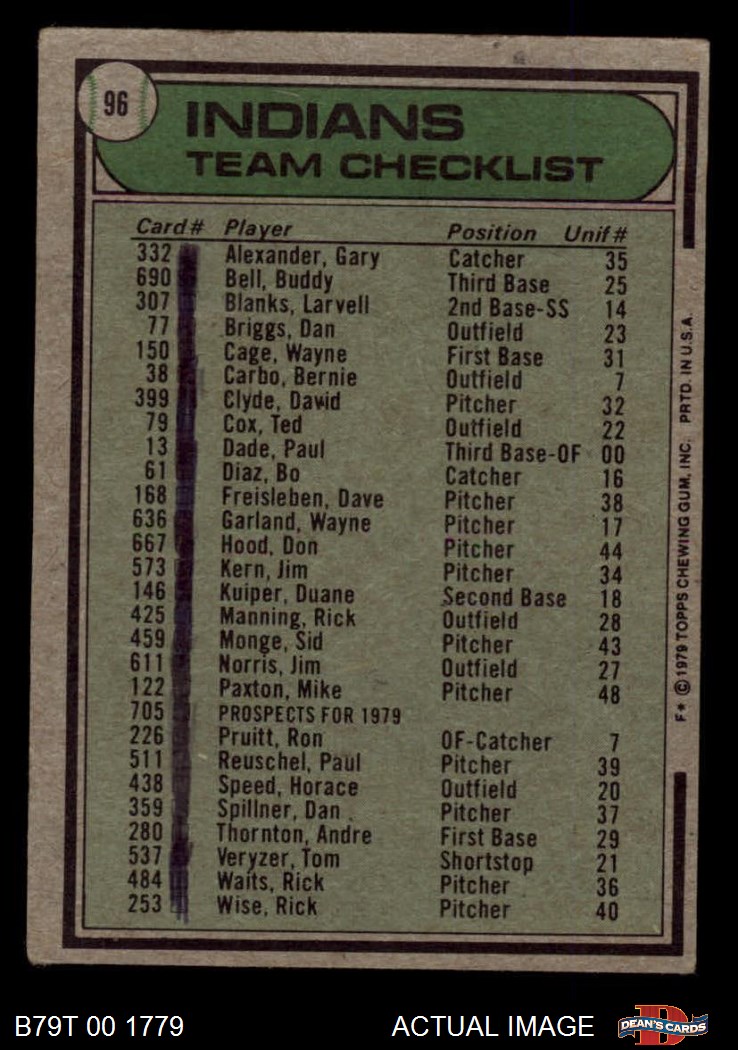 96
INDIANS
TEAM CHECKLIST
Card# Player Position Unif#
332 Alexander, Gary Catcher 35
690 Bell, Buddy Third Base 25
307 Blanks, Larvell 2nd Base-SS 14
77 Briggs, Dan Outfield 23
150 Cage, Wayne First Base 31
38 Carbo, Bernie Outfield 7
399 Clyde, David Pitcher 32
79 Cox, Ted Outfield 22
13 Dade, Paul Third Base-OF 00
61 Diaz, Bo Catcher 16
168 Freisleben, Dave Pitcher 38
636 Garland, Wayne Pitcher 17
667 Hood, Don Pitcher 44
573 Kern, Jim Pitcher 34
146 Kuiper, Duane Second Base 18
425 Manning, Rick Outfield 28
459 Monge, Sid Pitcher 43
611 Norris, Jim Outfield 27
122 Paxton, Mike Pitcher 48
705 PROSPECTS FOR 1979
226 Pruitt, Ron OF-Catcher 7
511 Reuschel, Paul Pitcher 39
438 Speed, Horace Outfield 20
359 Spillner, Dan Pitcher 37
280 Thornton, Andre First Base 29
537 Veryzer, Tom Shortstop 21
484 Waits, Rick Pitcher 36
253 Wise, Rick Pitcher 40
F* © 1979 TOPPS CHEWING GUM, INC. PRTD. IN U.S.A.
B79T 00 1779 ACTUAL IMAGE
D
DEAN'S CARDS